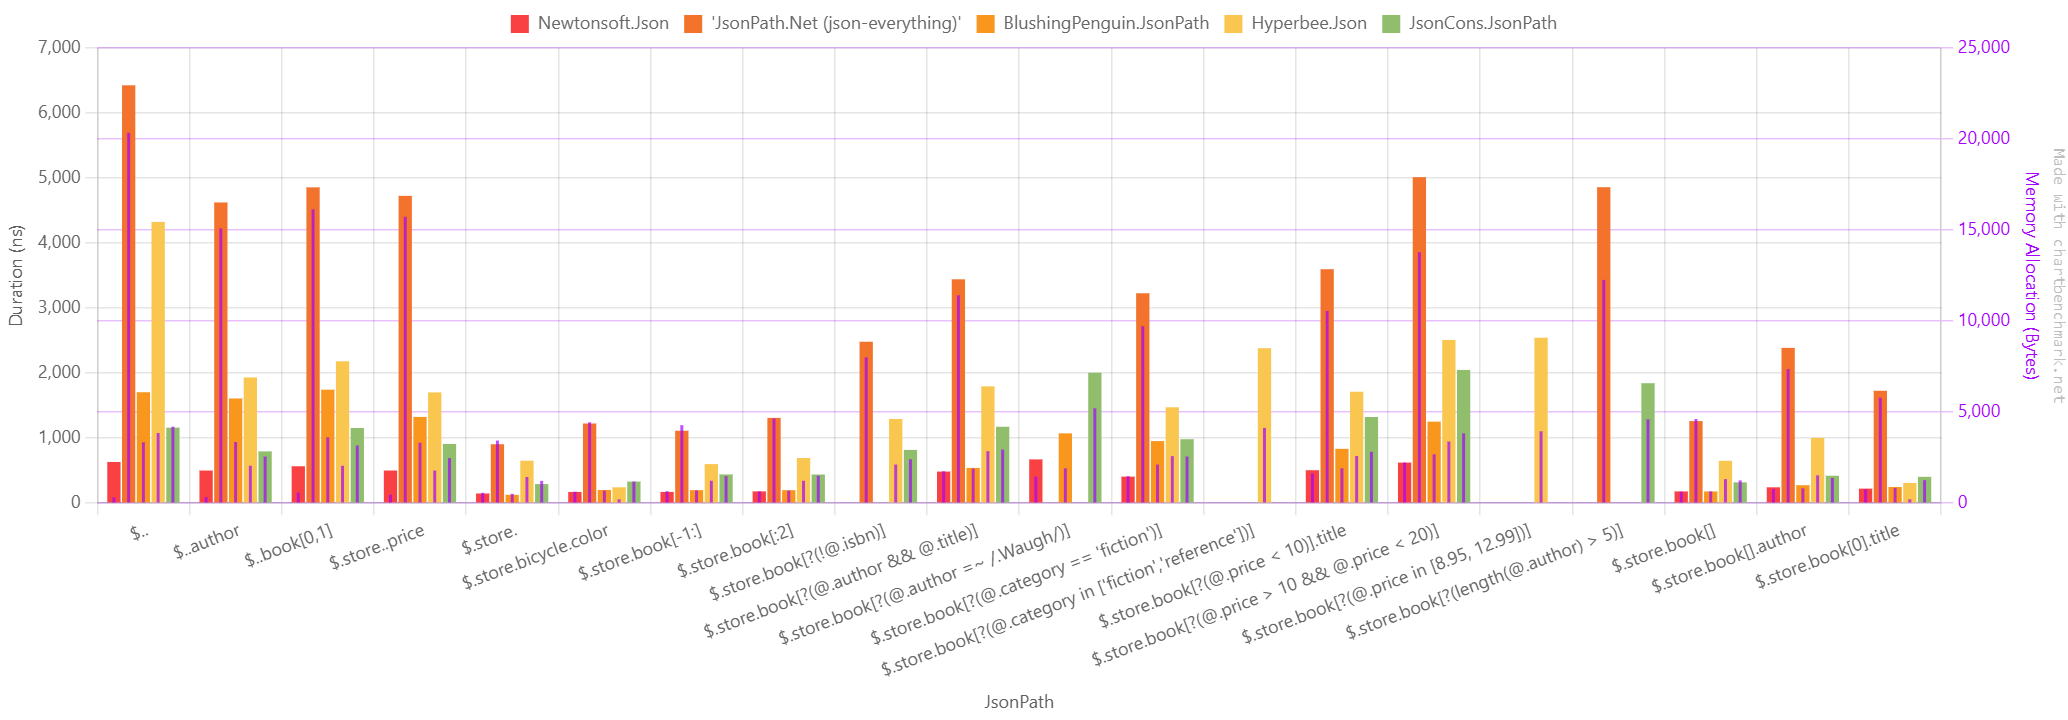 Newtonsoft.Json 'JsonPath.Net (json-everything)' BlushingPenguin.JsonPath Hyperbee.Json JsonCons.JsonPath
7,000
6,000
5,000
4,000
3,000
2,000
1,000
0
Duration (ns)
25,000
20,000
15,000
10,000
5,000
0
Memory Allocation (Bytes)
Made with chartbenchmark.net
$..
$..author
$..book[0,1]
$.store..price
$.store.
$.store.bicycle.color
$.store.book[-1:]
$.store.book[:2]
$.store.book[?(!@.isbn)]
$.store.book[?(@.author && @.title)]
$.store.book[?(@.author =~ /.Waugh/)]
$.store.book[?(@.category == 'fiction')]
$.store.book[?(@.category in ['fiction','reference'])]
$.store.book[?(@.price < 10)].title
$.store.book[?(@.price > 10 && @.price < 20)]
$.store.book[?(@.price in [8.95, 12.99])]
$.store.book[?(length(@.author) > 5)]
$.store.book[]
$.store.book[].author
$.store.book[0].title
JsonPath